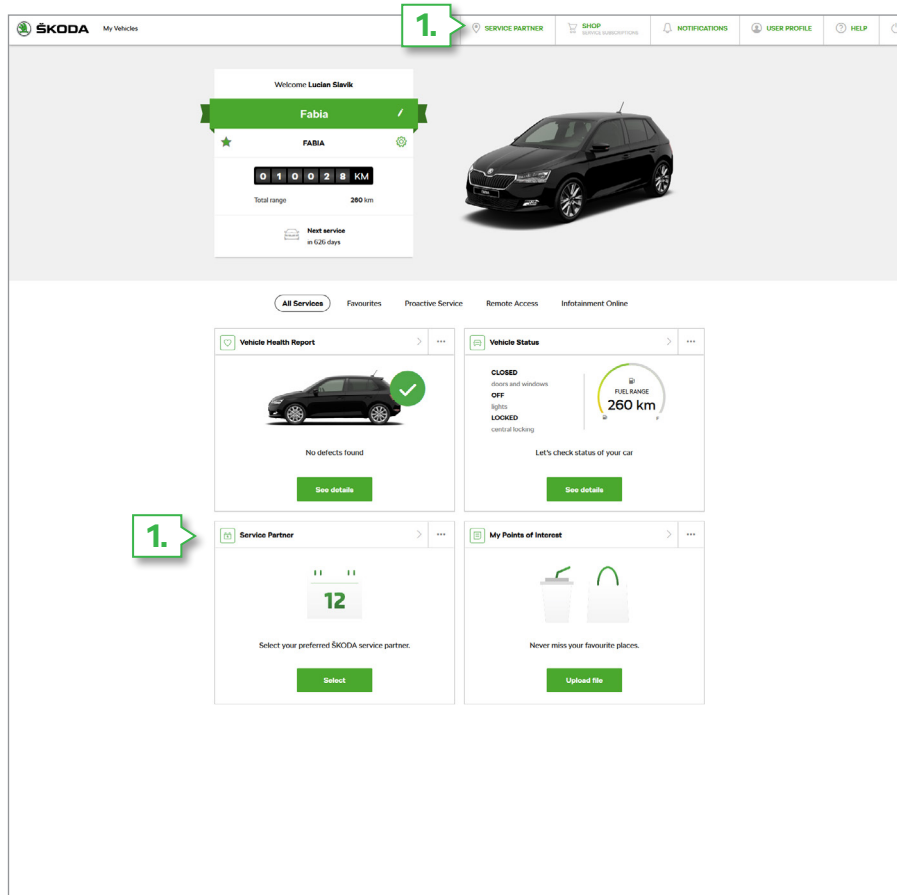 ŠKODA
My Vehicles
1.
SERVICE PARTNER
SHOP
SERVICE SUBSCRIPTIONS
NOTIFICATIONS
USER PROFILE
HELP
Welcome Lucian Slavik
Fabia
FABIA
0 1 0 0 2 8 KM
Total range 260 km
Next service
in 626 days
All Services
Favourites
Proactive Service
Remote Access
Infotainment Online
Vehicle Health Report
No defects found
See details
Vehicle Status
CLOSED
doors and windows
OFF
lights
LOCKED
central locking
FUEL RANGE
260 km
Let's check status of your car
See details
1.
Service Partner
12
Select your preferred ŠKODA service partner.
Select
My Points of Interest
Never miss your favourite places.
Upload file